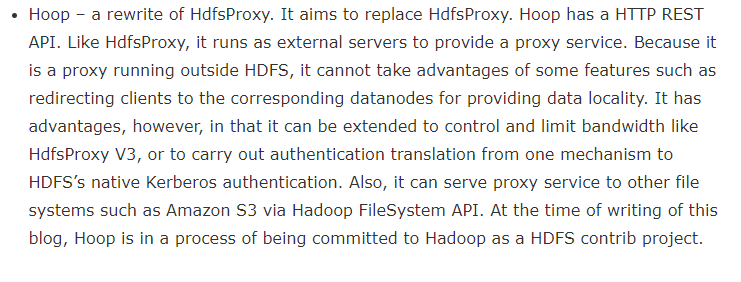 • Hoop – a rewrite of HdfsProxy. It aims to replace HdfsProxy. Hoop has a HTTP REST
API. Like HdfsProxy, it runs as external servers to provide a proxy service. Because it
is a proxy running outside HDFS, it cannot take advantages of some features such as
redirecting clients to the corresponding datanodes for providing data locality. It has
advantages, however, in that it can be extended to control and limit bandwidth like
HdfsProxy V3, or to carry out authentication translation from one mechanism to
HDFS’s native Kerberos authentication. Also, it can serve proxy service to other file
systems such as Amazon S3 via Hadoop FileSystem API. At the time of writing of this
blog, Hoop is in a process of being committed to Hadoop as a HDFS contrib project.